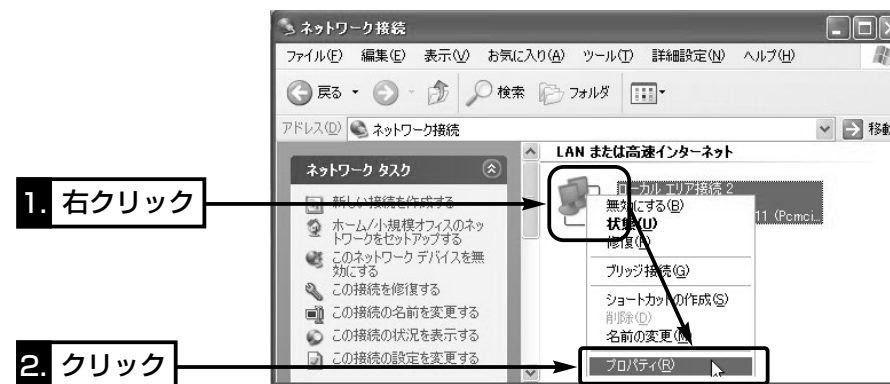 ネットワーク接続
ファイル(F) 編集(E) 表示(V) お気に入り(A) ツール(T) 詳細設定(N) ヘルプ(H)
戻る 検索 フォルダ
アドレス(D) ネットワーク接続 移動
LAN または高速インターネット
ネットワーク タスク
新しい接続を作成する
ホーム/小規模オフィスのネッ
トワークをセットアップする
このネットワーク デバイスを無
効にする
この接続を修復する
この接続の名前を変更する
この接続の状況を表示する
この接続の設定を変更する
ローカル エリア接続 2
11 (Pcmci...
無効にする(B)
状態(U)
修復(P)
ブリッジ接続(G)
ショートカットの作成(S)
削除(D)
名前の変更(M)
プロパティ(R)
1. 右クリック
2. クリック